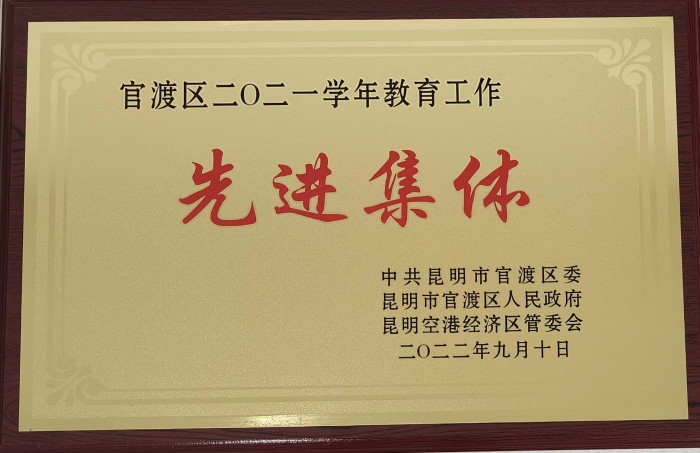 官渡区二〇二一学年教育工作
先进集体
中共昆明市官渡区委
昆明市官渡区人民政府
昆明空港经济区管委会
二〇二二年九月十日